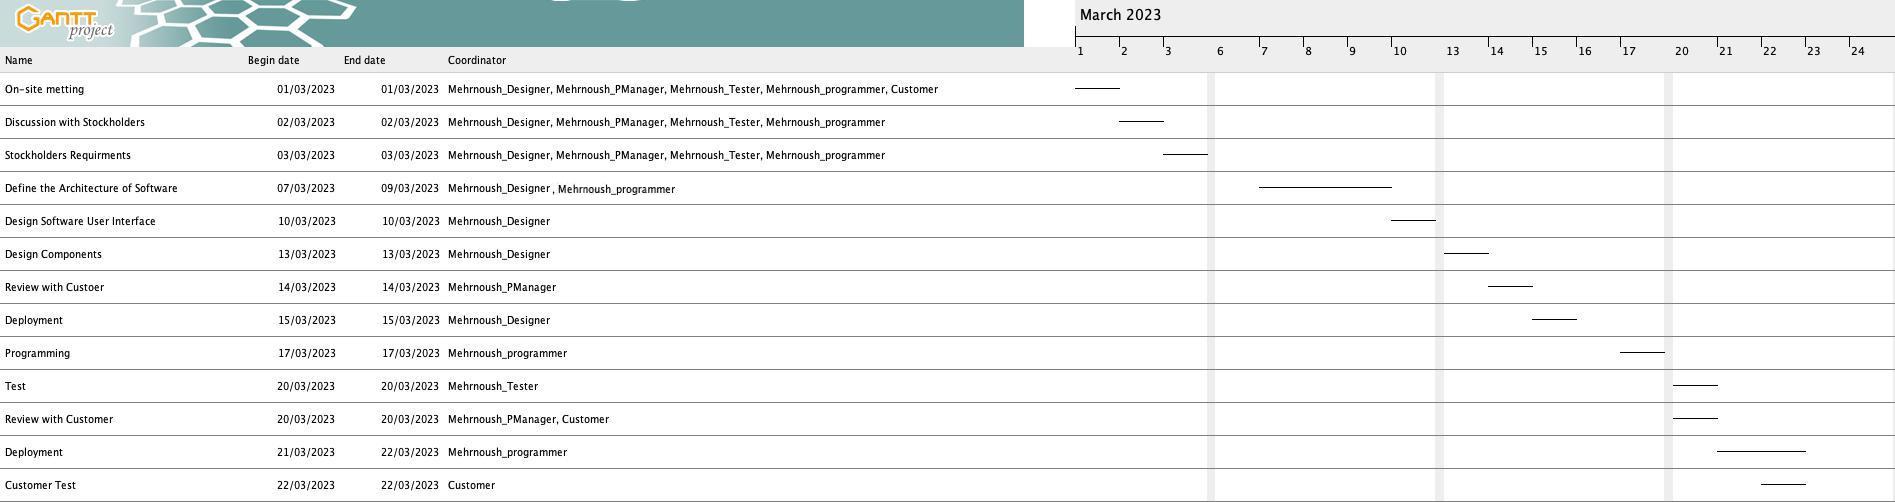 GANTT
project
March 2023
1 2 3 6 7 8 9 10 13 14 15 16 17 20 21 22 23 24
Name Begin date End date Coordinator
On-site metting 01/03/2023 01/03/2023 Mehrnoush_Designer, Mehrnoush_PManager, Mehrnoush_Tester, Mehrnoush_programmer, Customer
Discussion with Stockholders 02/03/2023 02/03/2023 Mehrnoush_Designer, Mehrnoush_PManager, Mehrnoush_Tester, Mehrnoush_programmer
Stockholders Requirments 03/03/2023 03/03/2023 Mehrnoush_Designer, Mehrnoush_PManager, Mehrnoush_Tester, Mehrnoush_programmer
Define the Architecture of Software 07/03/2023 09/03/2023 Mehrnoush_Designer , Mehrnoush_programmer
Design Software User Interface 10/03/2023 10/03/2023 Mehrnoush_Designer
Design Components 13/03/2023 13/03/2023 Mehrnoush_Designer
Review with Custoer 14/03/2023 14/03/2023 Mehrnoush_PManager
Deployment 15/03/2023 15/03/2023 Mehrnoush_Designer
Programming 17/03/2023 17/03/2023 Mehrnoush_programmer
Test 20/03/2023 20/03/2023 Mehrnoush_Tester
Review with Customer 20/03/2023 20/03/2023 Mehrnoush_PManager, Customer
Deployment 21/03/2023 22/03/2023 Mehrnoush_programmer
Customer Test 22/03/2023 22/03/2023 Customer